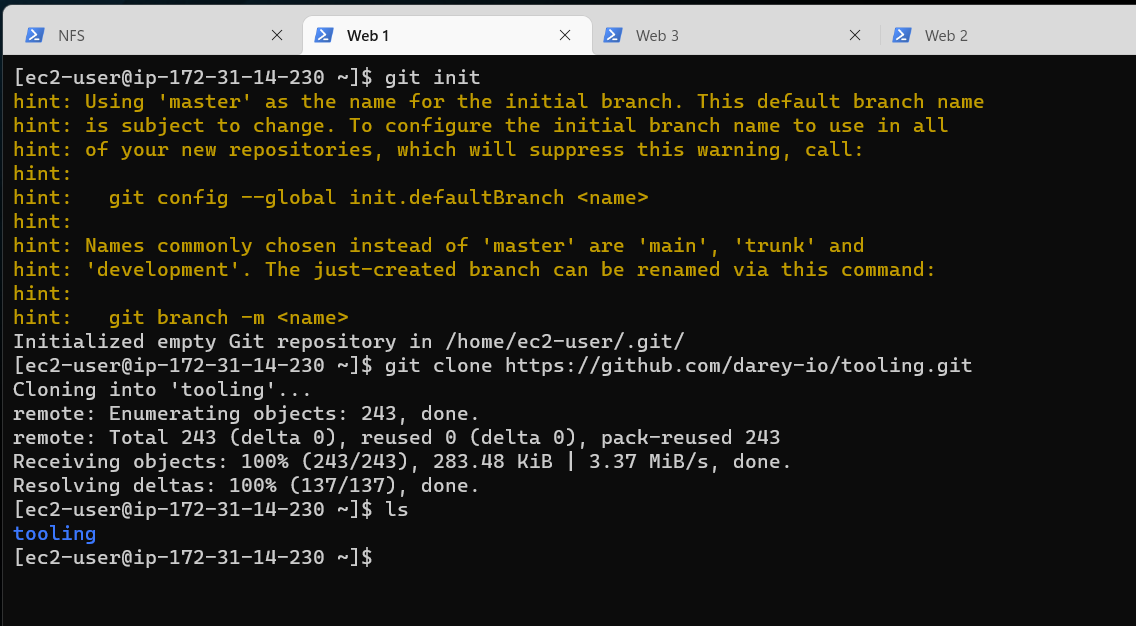 NFS Web 1 Web 3 Web 2
[ec2-user@ip-172-31-14-230 ~]$ git init
hint: Using 'master' as the name for the initial branch. This default branch name
hint: is subject to change. To configure the initial branch name to use in all
hint: of your new repositories, which will suppress this warning, call:
hint:
hint:   git config --global init.defaultBranch <name>
hint:
hint: Names commonly chosen instead of 'master' are 'main', 'trunk' and
hint: 'development'. The just-created branch can be renamed via this command:
hint:
hint:   git branch -m <name>
Initialized empty Git repository in /home/ec2-user/.git/
[ec2-user@ip-172-31-14-230 ~]$ git clone https://github.com/darey-io/tooling.git
Cloning into 'tooling'...
remote: Enumerating objects: 243, done.
remote: Total 243 (delta 0), reused 0 (delta 0), pack-reused 243
Receiving objects: 100% (243/243), 283.48 KiB | 3.37 MiB/s, done.
Resolving deltas: 100% (137/137), done.
[ec2-user@ip-172-31-14-230 ~]$ ls
tooling
[ec2-user@ip-172-31-14-230 ~]$